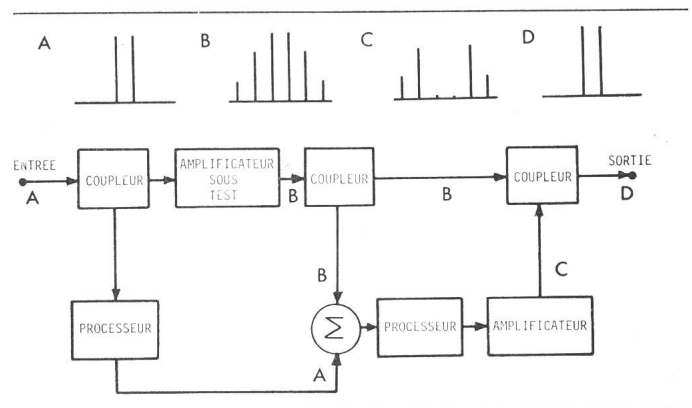 A
B
C
D
ENTREE
A
COUPLEUR
AMPLIFICATEUR
SOUS
TEST
B
COUPLEUR
B
COUPLEUR
SORTIE
D
B
C
PROCESSEUR
Σ
PROCESSEUR
AMPLIFICATEUR
A